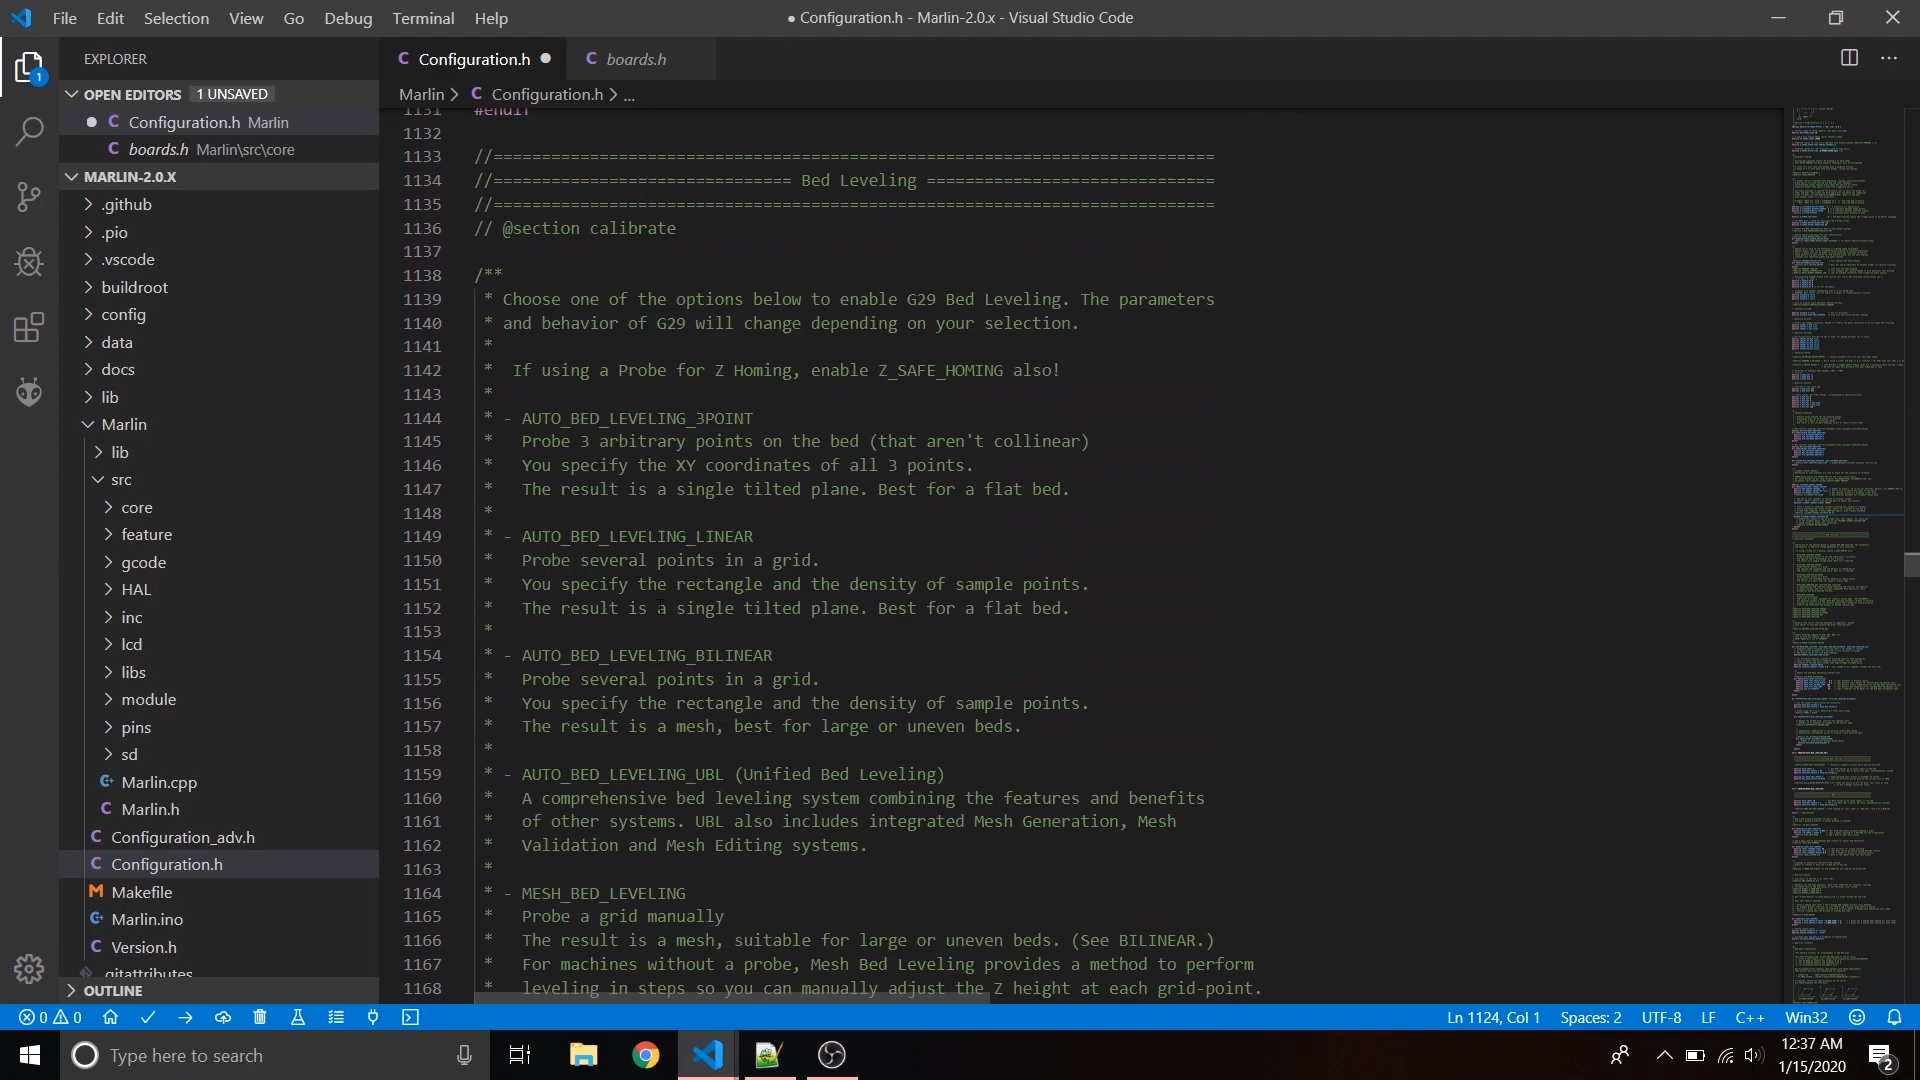 File Edit Selection View Go Debug Terminal Help
● Configuration.h - Marlin-2.0.x - Visual Studio Code
EXPLORER
C Configuration.h ●
C boards.h
OPEN EDITORS 1 UNSAVED
Marlin > C Configuration.h > ...
● C Configuration.h Marlin
C boards.h Marlin\src\core
MARLIN-2.0.X
.github
.pio
.vscode
buildroot
config
data
docs
lib
Marlin
lib
src
core
feature
gcode
HAL
inc
lcd
libs
module
pins
sd
Marlin.cpp
C Marlin.h
C Configuration_adv.h
C Configuration.h
M Makefile
Marlin.ino
C Version.h
.gitattributes
OUTLINE
1
1131 #endif
1132
1133 //===========================================================================
1134 //=============================== Bed Leveling ==============================
1135 //===========================================================================
1136 // @section calibrate
1137
1138 /**
1139 * Choose one of the options below to enable G29 Bed Leveling. The parameters
1140 * and behavior of G29 will change depending on your selection.
1141 *
1142 * If using a Probe for Z Homing, enable Z_SAFE_HOMING also!
1143 *
1144 * - AUTO_BED_LEVELING_3POINT
1145 * Probe 3 arbitrary points on the bed (that aren't collinear)
1146 * You specify the XY coordinates of all 3 points.
1147 * The result is a single tilted plane. Best for a flat bed.
1148 *
1149 * - AUTO_BED_LEVELING_LINEAR
1150 * Probe several points in a grid.
1151 * You specify the rectangle and the density of sample points.
1152 * The result is a single tilted plane. Best for a flat bed.
1153 *
1154 * - AUTO_BED_LEVELING_BILINEAR
1155 * Probe several points in a grid.
1156 * You specify the rectangle and the density of sample points.
1157 * The result is a mesh, best for large or uneven beds.
1158 *
1159 * - AUTO_BED_LEVELING_UBL (Unified Bed Leveling)
1160 * A comprehensive bed leveling system combining the features and benefits
1161 * of other systems. UBL also includes integrated Mesh Generation, Mesh
1162 * Validation and Mesh Editing systems.
1163 *
1164 * - MESH_BED_LEVELING
1165 * Probe a grid manually
1166 * The result is a mesh, suitable for large or uneven beds. (See BILINEAR.)
1167 * For machines without a probe, Mesh Bed Leveling provides a method to perform
1168 * leveling in steps so you can manually adjust the Z height at each grid-point.
0 0
Ln 1124, Col 1 Spaces: 2 UTF-8 LF C++ Win32
Type here to search
12:37 AM
1/15/2020
2